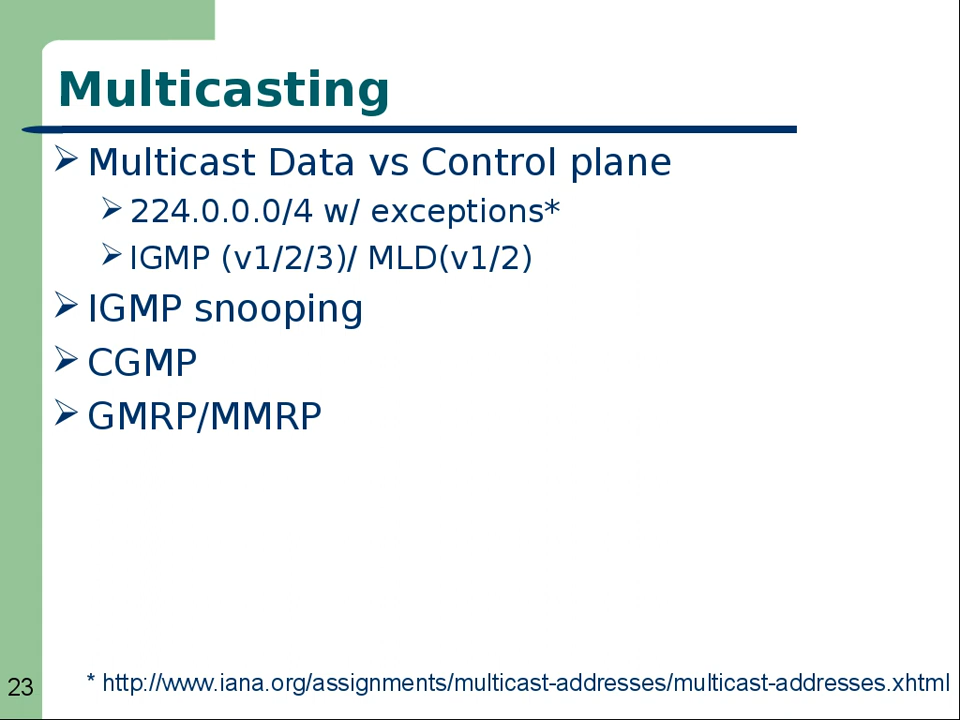 Multicasting
Multicast Data vs Control plane
224.0.0.0/4 w/ exceptions*
IGMP (v1/2/3)/ MLD(v1/2)
IGMP snooping
CGMP
GMRP/MMRP
23
* http://www.iana.org/assignments/multicast-addresses/multicast-addresses.xhtml